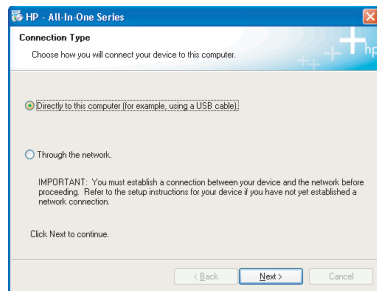 HP - All-In-One Series
Connection Type
Choose how you will connect your device to this computer.
hp
Directly to this computer (for example, using a USB cable).
Through the network.
IMPORTANT: You must establish a connection between your device and the network before
proceeding. Refer to the setup instructions for your device if you have not yet established a
network connection.
Click Next to continue.
< Back
Next >
Cancel